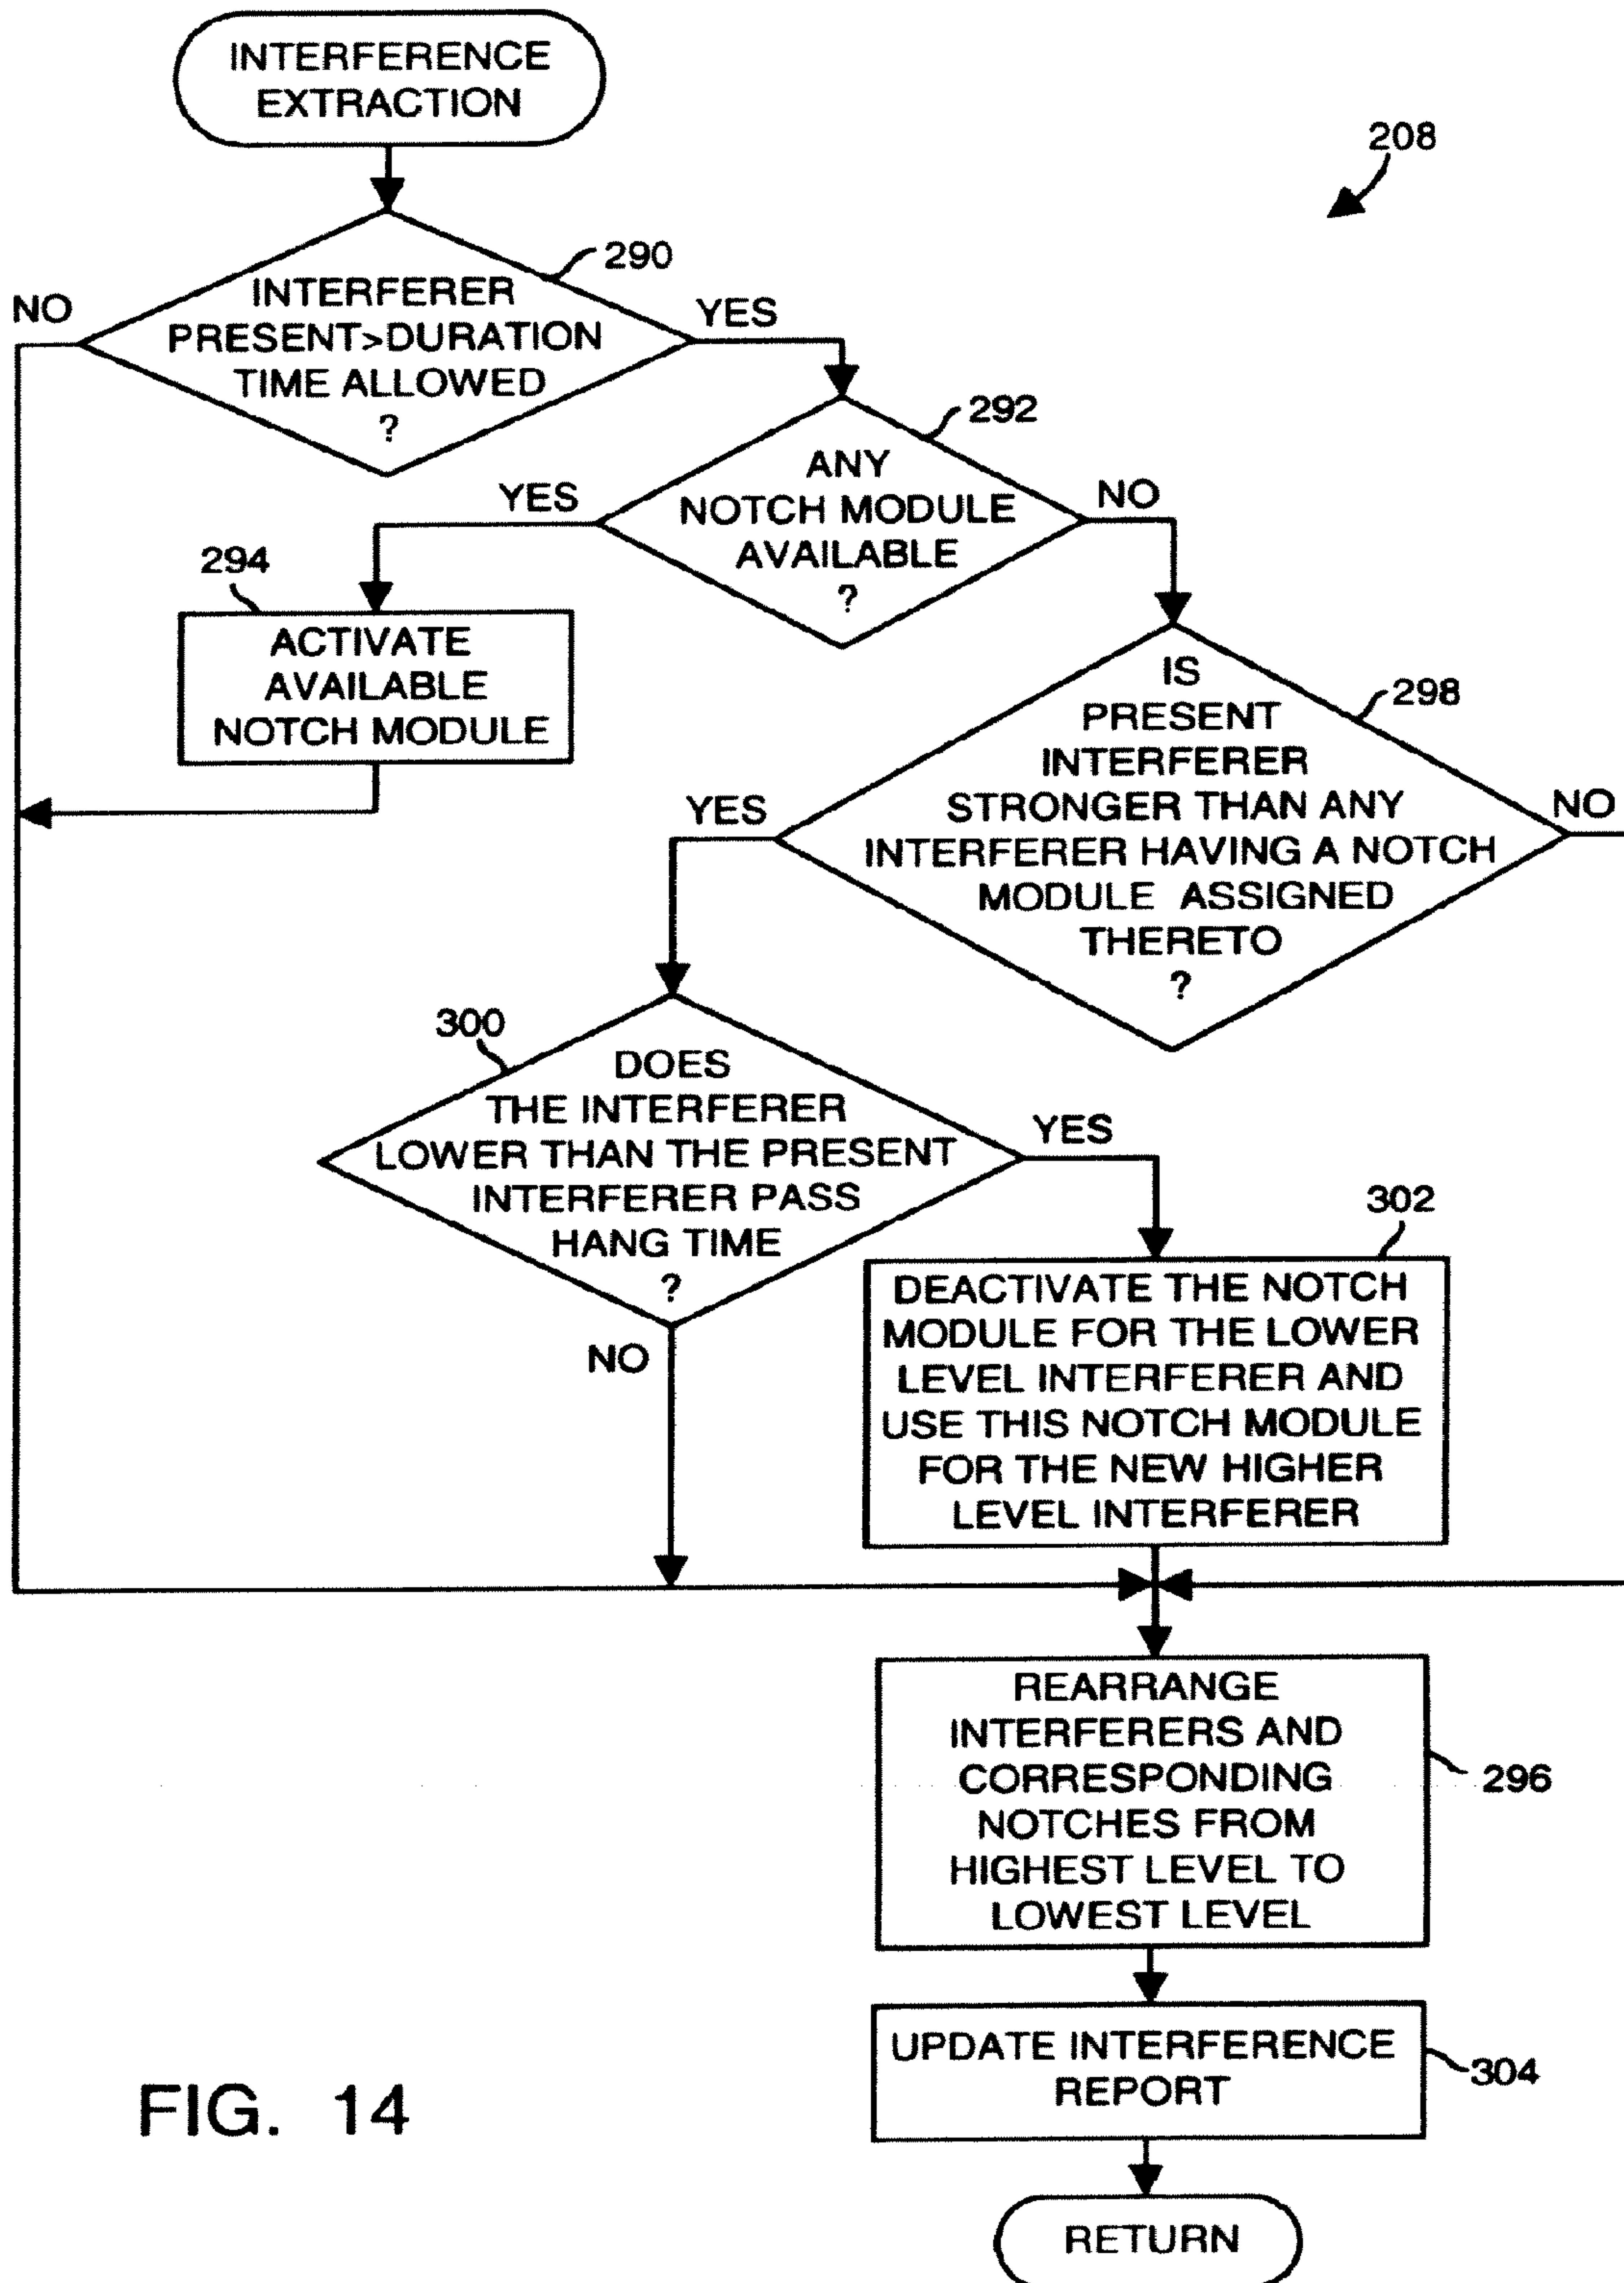 INTERFERENCE
EXTRACTION
208
290
NO
INTERFERER
PRESENT>DURATION
TIME ALLOWED
?
YES
292
ANY
NOTCH MODULE
AVAILABLE
?
YES
NO
294
ACTIVATE
AVAILABLE
NOTCH MODULE
298
IS
PRESENT
INTERFERER
STRONGER THAN ANY
INTERFERER HAVING A NOTCH
MODULE ASSIGNED
THERETO
?
YES
NO
300
DOES
THE INTERFERER
LOWER THAN THE PRESENT
INTERFERER PASS
HANG TIME
?
YES
NO
302
DEACTIVATE THE NOTCH
MODULE FOR THE LOWER
LEVEL INTERFERER AND
USE THIS NOTCH MODULE
FOR THE NEW HIGHER
LEVEL INTERFERER
REARRANGE
INTERFERERS AND
CORRESPONDING
NOTCHES FROM
HIGHEST LEVEL TO
LOWEST LEVEL
296
UPDATE INTERFERENCE
REPORT
304
RETURN
FIG. 14